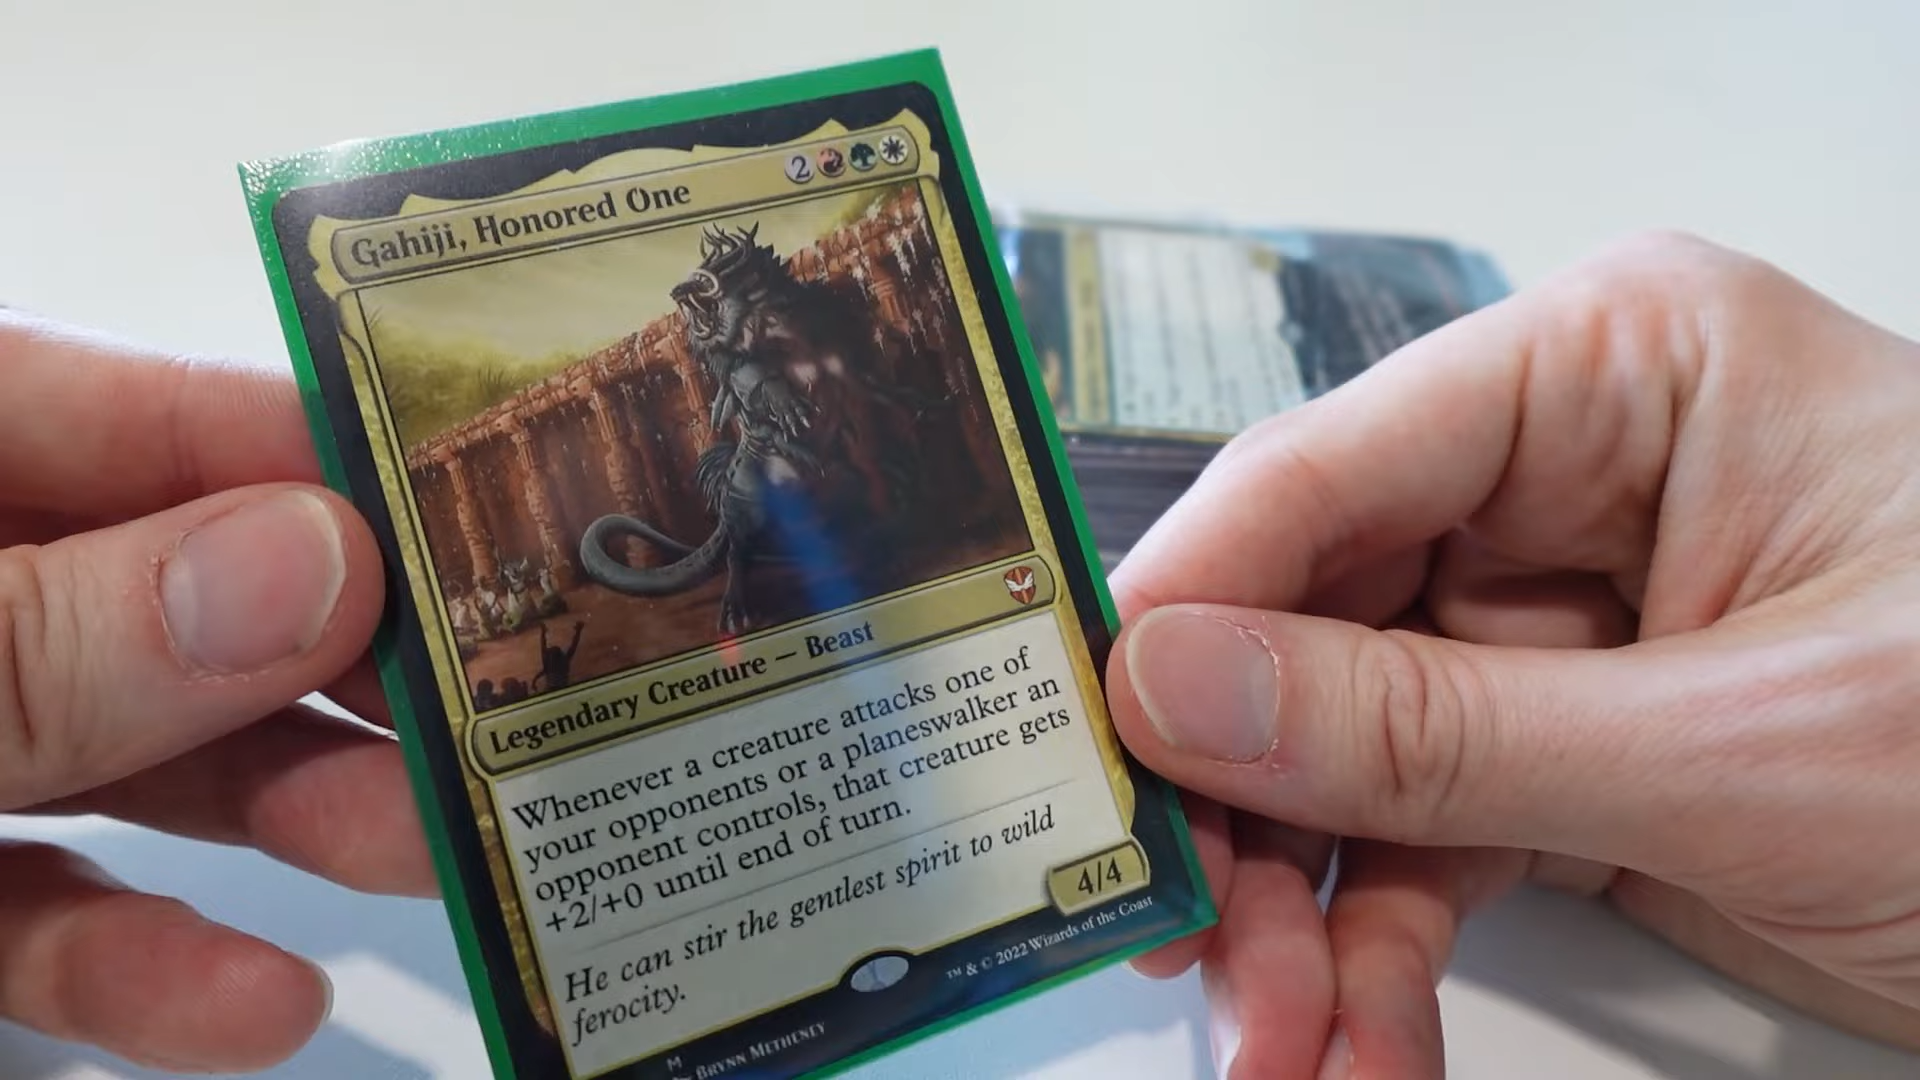 Gahiji, Honored One 2
Legendary Creature — Beast
Whenever a creature attacks one of
your opponents or a planeswalker an
opponent controls, that creature gets
+2/+0 until end of turn.
He can stir the gentlest spirit to wild
ferocity.
4/4
™ & © 2022 Wizards of the Coast
M
Brynn Metheney